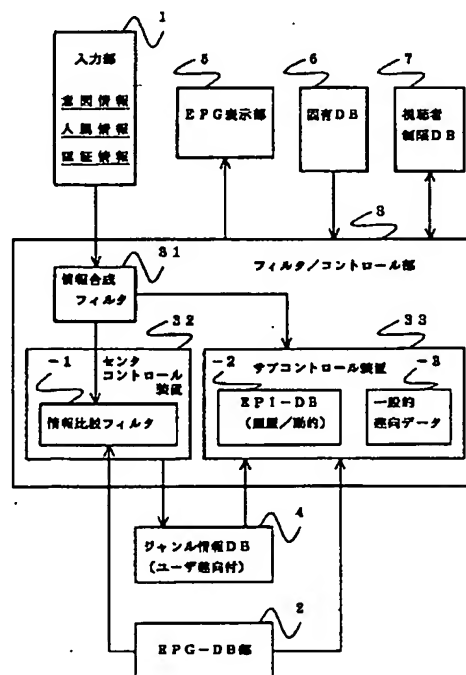 1
入力部
意図情報
人属情報
認証情報
5
EPG表示部
6
固有DB
7
視聴者
制限DB
3
フィルタ/コントロール部
31
情報合成
フィルタ
32
センタ
コントロール
装置
-1
情報比較フィルタ
33
サブコントロール装置
-2
EPI-DB
-3
一般的
趣向データ
4
ジャンル情報DB
(ユーザ趣向付)
2
EPG-DB部